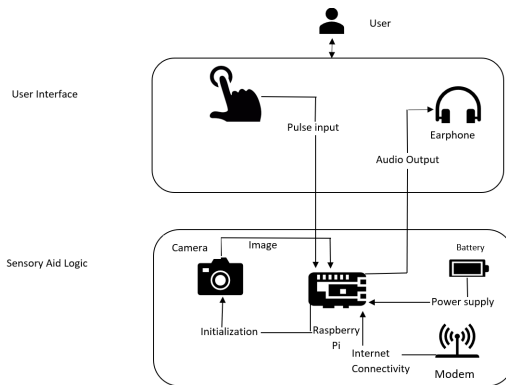 User
User Interface
Pulse input
Earphone
Audio Output
Sensory Aid Logic
Camera
Image
Battery
Power supply
Initialization
Raspberry
Pi
Internet
Connectivity
Modem